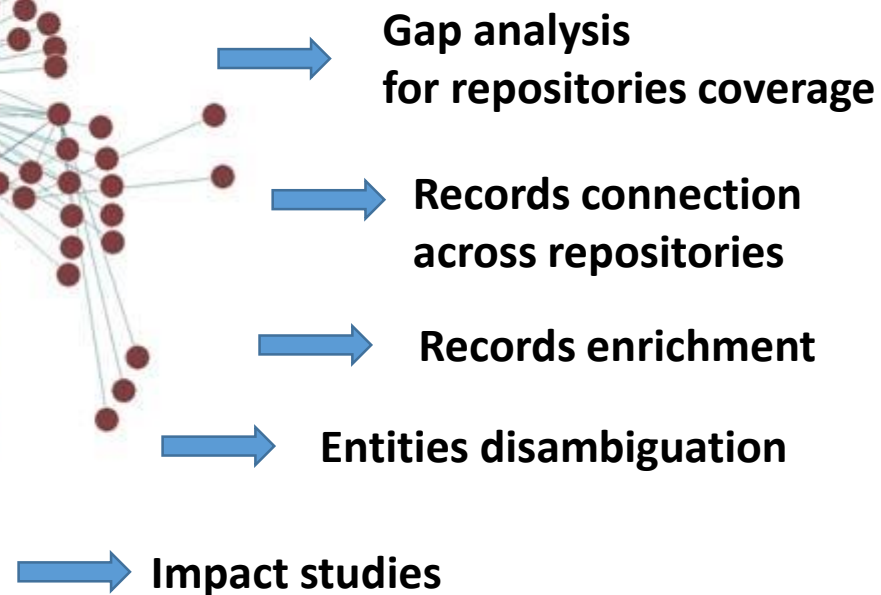 Gap analysis
for repositories coverage
Records connection
across repositories
Records enrichment
Entities disambiguation
Impact studies